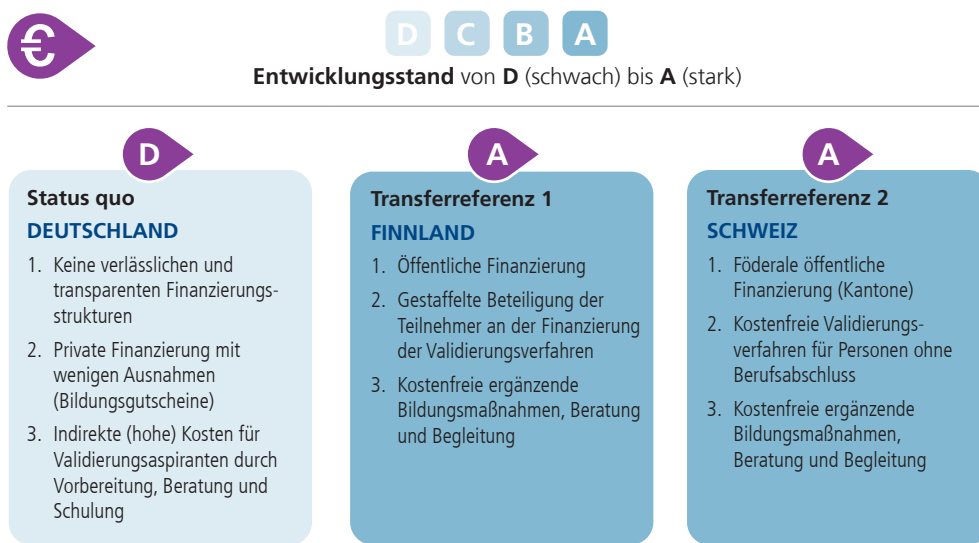 €
D C B A
Entwicklungsstand von D (schwach) bis A (stark)
D
Status quo
DEUTSCHLAND
1. Keine verlässlichen und
transparenten Finanzierungs-
strukturen
2. Private Finanzierung mit
wenigen Ausnahmen
(Bildungsgutscheine)
3. Indirekte (hohe) Kosten für
Validierungsaspiranten durch
Vorbereitung, Beratung und
Schulung
A
Transferreferenz 1
FINNLAND
1. Öffentliche Finanzierung
2. Gestaffelte Beteiligung der
Teilnehmer an der Finanzierung
der Validierungsverfahren
3. Kostenfreie ergänzende
Bildungsmaßnahmen, Beratung
und Begleitung
A
Transferreferenz 2
SCHWEIZ
1. Föderale öffentliche
Finanzierung (Kantone)
2. Kostenfreie Validierungs-
verfahren für Personen ohne
Berufsabschluss
3. Kostenfreie ergänzende
Bildungsmaßnahmen,
Beratung und Begleitung